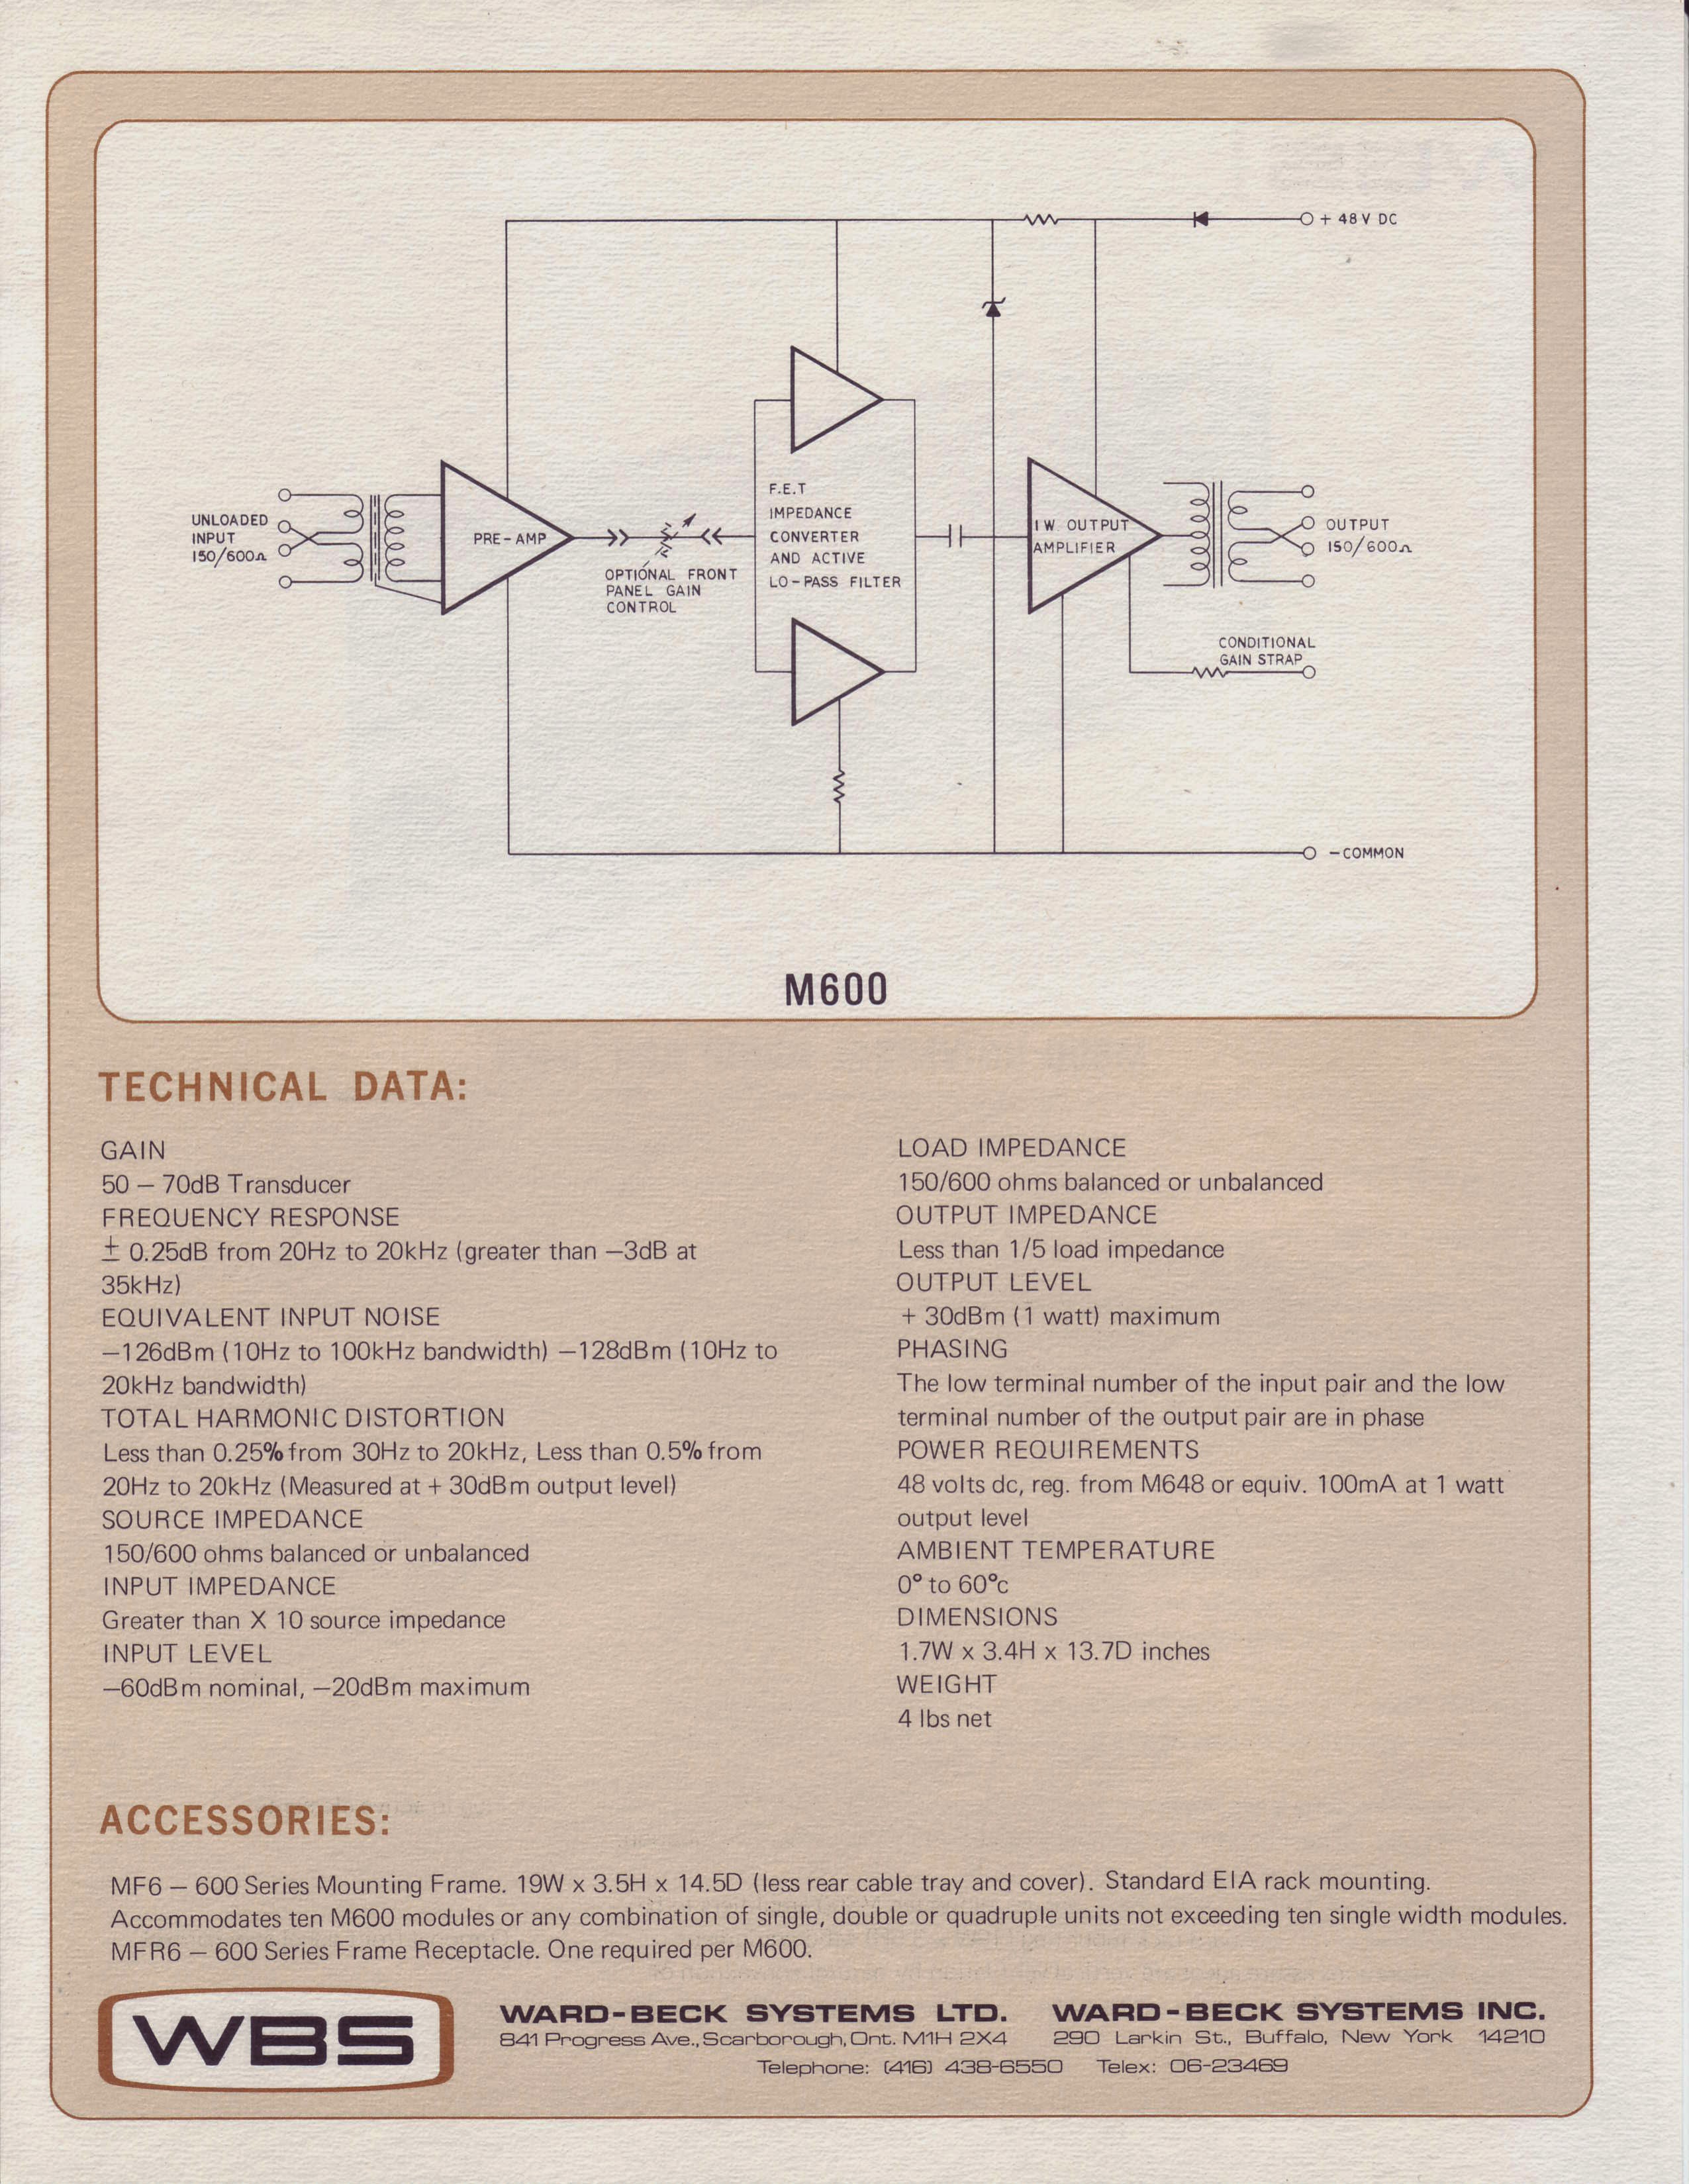 + 48 V DC
UNLOADED
INPUT
150/600Ω
PRE-AMP
OPTIONAL FRONT
PANEL GAIN
CONTROL
F.E.T
IMPEDANCE
CONVERTER
AND ACTIVE
LO-PASS FILTER
1 W OUTPUT
AMPLIFIER
OUTPUT
150/600Ω
CONDITIONAL
GAIN STRAP
- COMMON
M600
TECHNICAL DATA:
GAIN
50 – 70dB Transducer
FREQUENCY RESPONSE
± 0.25dB from 20Hz to 20kHz (greater than –3dB at
35kHz)
EQUIVALENT INPUT NOISE
–126dBm (10Hz to 100kHz bandwidth) –128dBm (10Hz to
20kHz bandwidth)
TOTAL HARMONIC DISTORTION
Less than 0.25% from 30Hz to 20kHz, Less than 0.5% from
20Hz to 20kHz (Measured at + 30dBm output level)
SOURCE IMPEDANCE
150/600 ohms balanced or unbalanced
INPUT IMPEDANCE
Greater than X 10 source impedance
INPUT LEVEL
–60dBm nominal, –20dBm maximum
LOAD IMPEDANCE
150/600 ohms balanced or unbalanced
OUTPUT IMPEDANCE
Less than 1/5 load impedance
OUTPUT LEVEL
+ 30dBm (1 watt) maximum
PHASING
The low terminal number of the input pair and the low
terminal number of the output pair are in phase
POWER REQUIREMENTS
48 volts dc, reg. from M648 or equiv. 100mA at 1 watt
output level
AMBIENT TEMPERATURE
0° to 60°c
DIMENSIONS
1.7W x 3.4H x 13.7D inches
WEIGHT
4 lbs net
ACCESSORIES:
MF6 – 600 Series Mounting Frame. 19W x 3.5H x 14.5D (less rear cable tray and cover). Standard EIA rack mounting.
Accommodates ten M600 modules or any combination of single, double or quadruple units not exceeding ten single width modules.
MFR6 – 600 Series Frame Receptacle. One required per M600.
WBS
WARD-BECK SYSTEMS LTD. WARD-BECK SYSTEMS INC.
841 Progress Ave., Scarborough, Ont. M1H 2X4 290 Larkin St., Buffalo, New York 14210
Telephone: (416) 438-6550 Telex: 06-23469